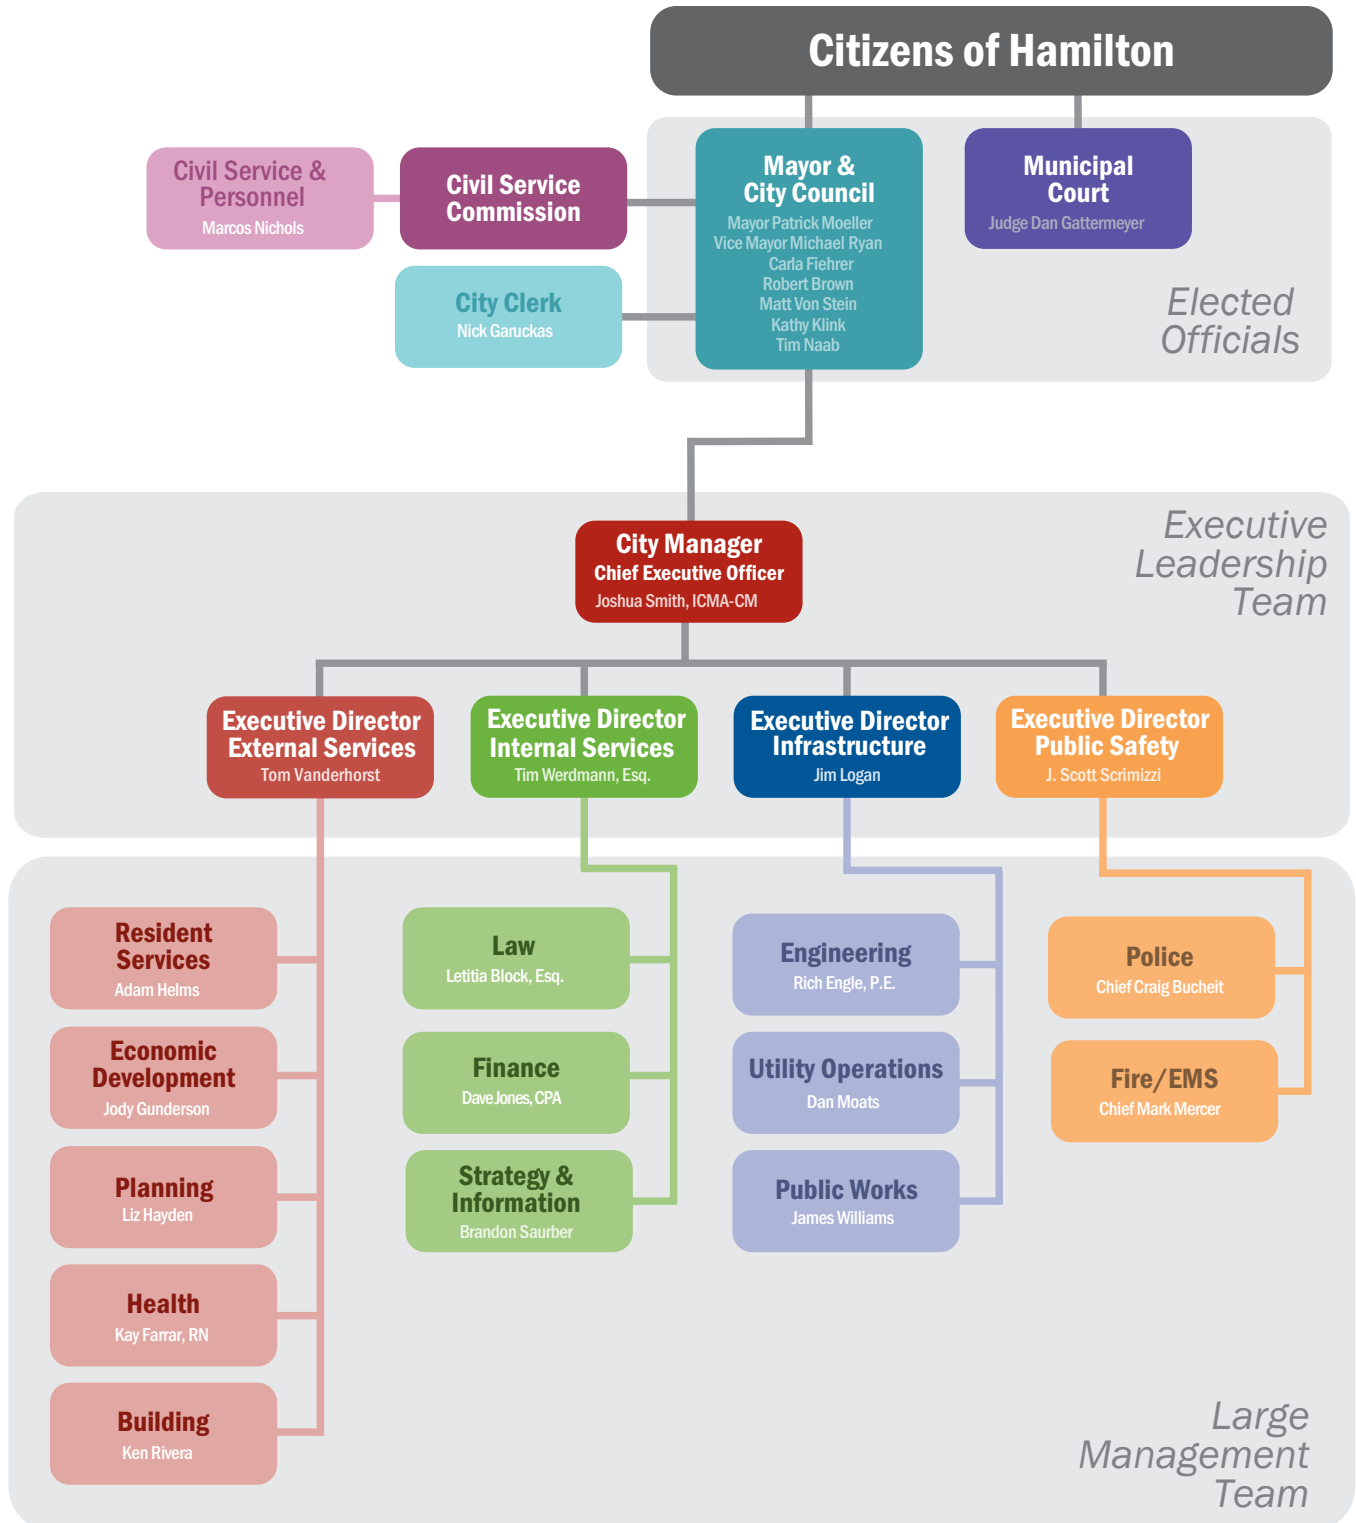 Citizens of Hamilton
Civil Service &
Personnel
Marcos Nichols
Civil Service
Commission
City Clerk
Nick Garuckas
Mayor &
City Council
Mayor Patrick Moeller
Vice Mayor Michael Ryan
Carla Fiehrer
Robert Brown
Matt Von Stein
Kathy Klink
Tim Naab
Municipal
Court
Judge Dan Gattermeyer
Elected
Officials
Executive
Leadership
Team
City Manager
Chief Executive Officer
Joshua Smith, ICMA-CM
Executive Director
External Services
Tom Vanderhorst
Executive Director
Internal Services
Tim Werdmann, Esq.
Executive Director
Infrastructure
Jim Logan
Executive Director
Public Safety
J. Scott Scrimizzi
Resident
Services
Adam Helms
Economic
Development
Jody Gunderson
Planning
Liz Hayden
Health
Kay Farrar, RN
Building
Ken Rivera
Law
Letitia Block, Esq.
Finance
Dave Jones, CPA
Strategy &
Information
Brandon Saurber
Engineering
Rich Engle, P.E.
Utility Operations
Dan Moats
Public Works
James Williams
Police
Chief Craig Bucheit
Fire/EMS
Chief Mark Mercer
Large
Management
Team